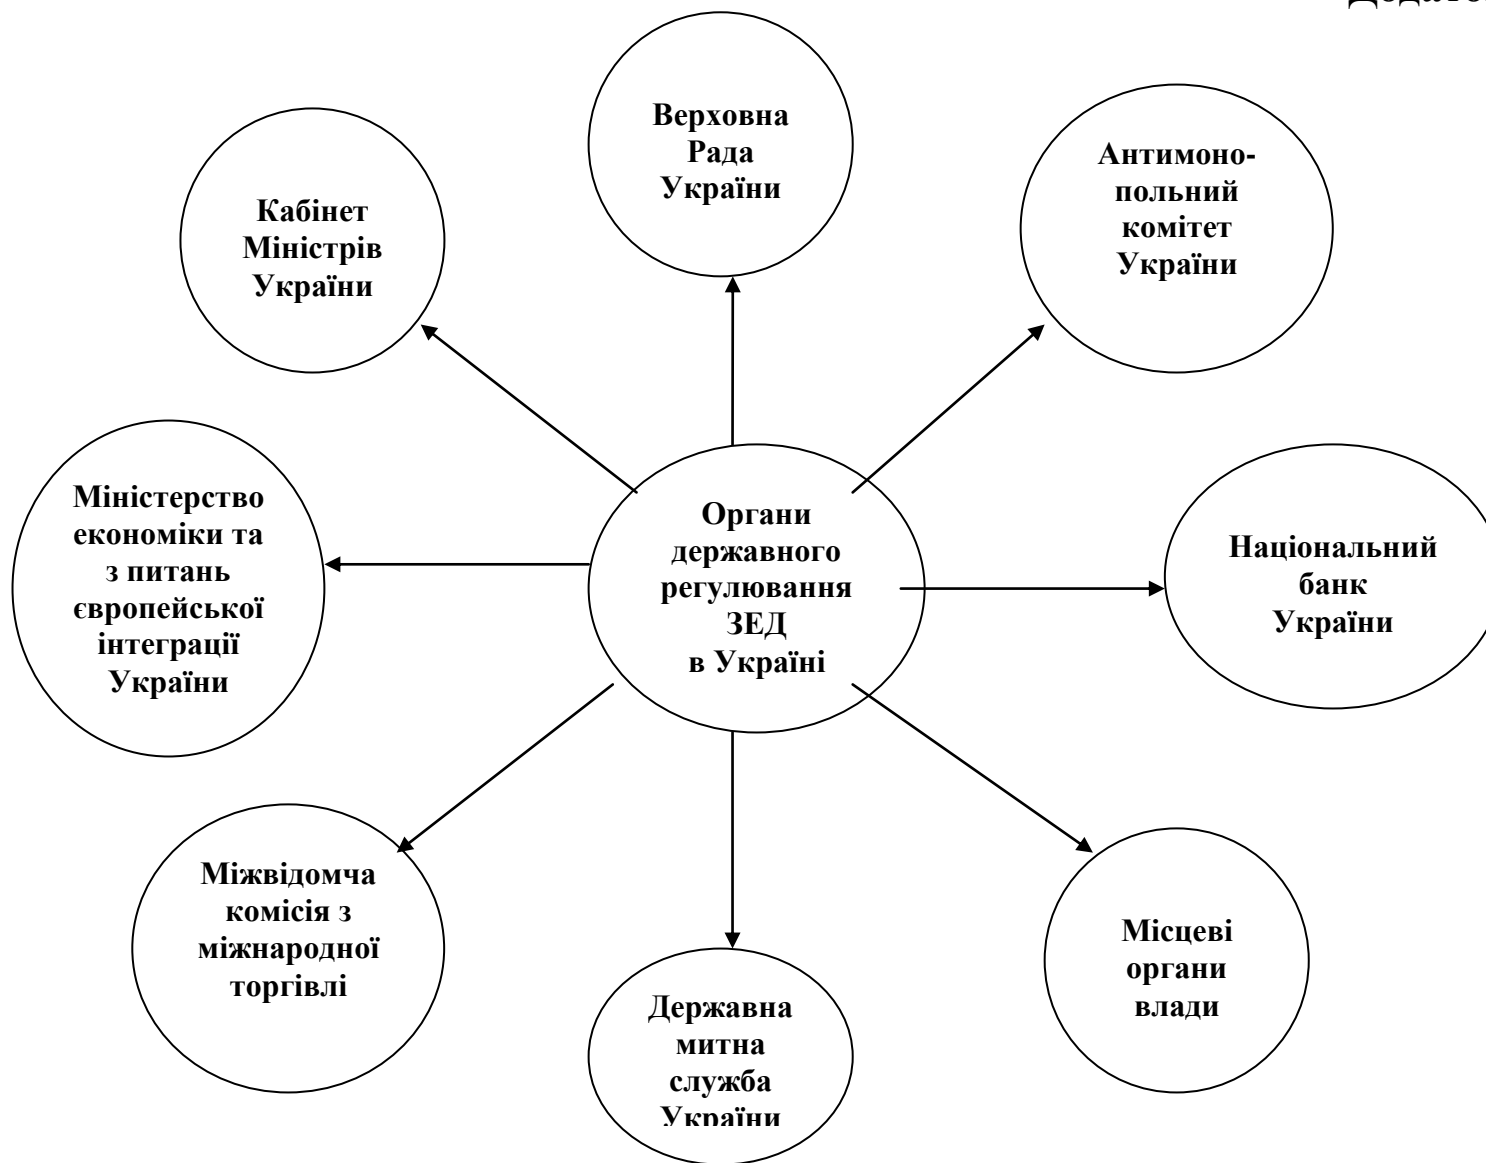 Верховна
Рада
України
Антимоно-
польний
комітет
України
Кабінет
Міністрів
України
Міністерство
економіки та
з питань
європейської
інтеграції
України
Органи
державного
регулювання
ЗЕД
в Україні
Національний
банк
України
Міжвідомча
комісія з
міжнародної
торгівлі
Державна
митна
служба
України
Місцеві
органи
влади